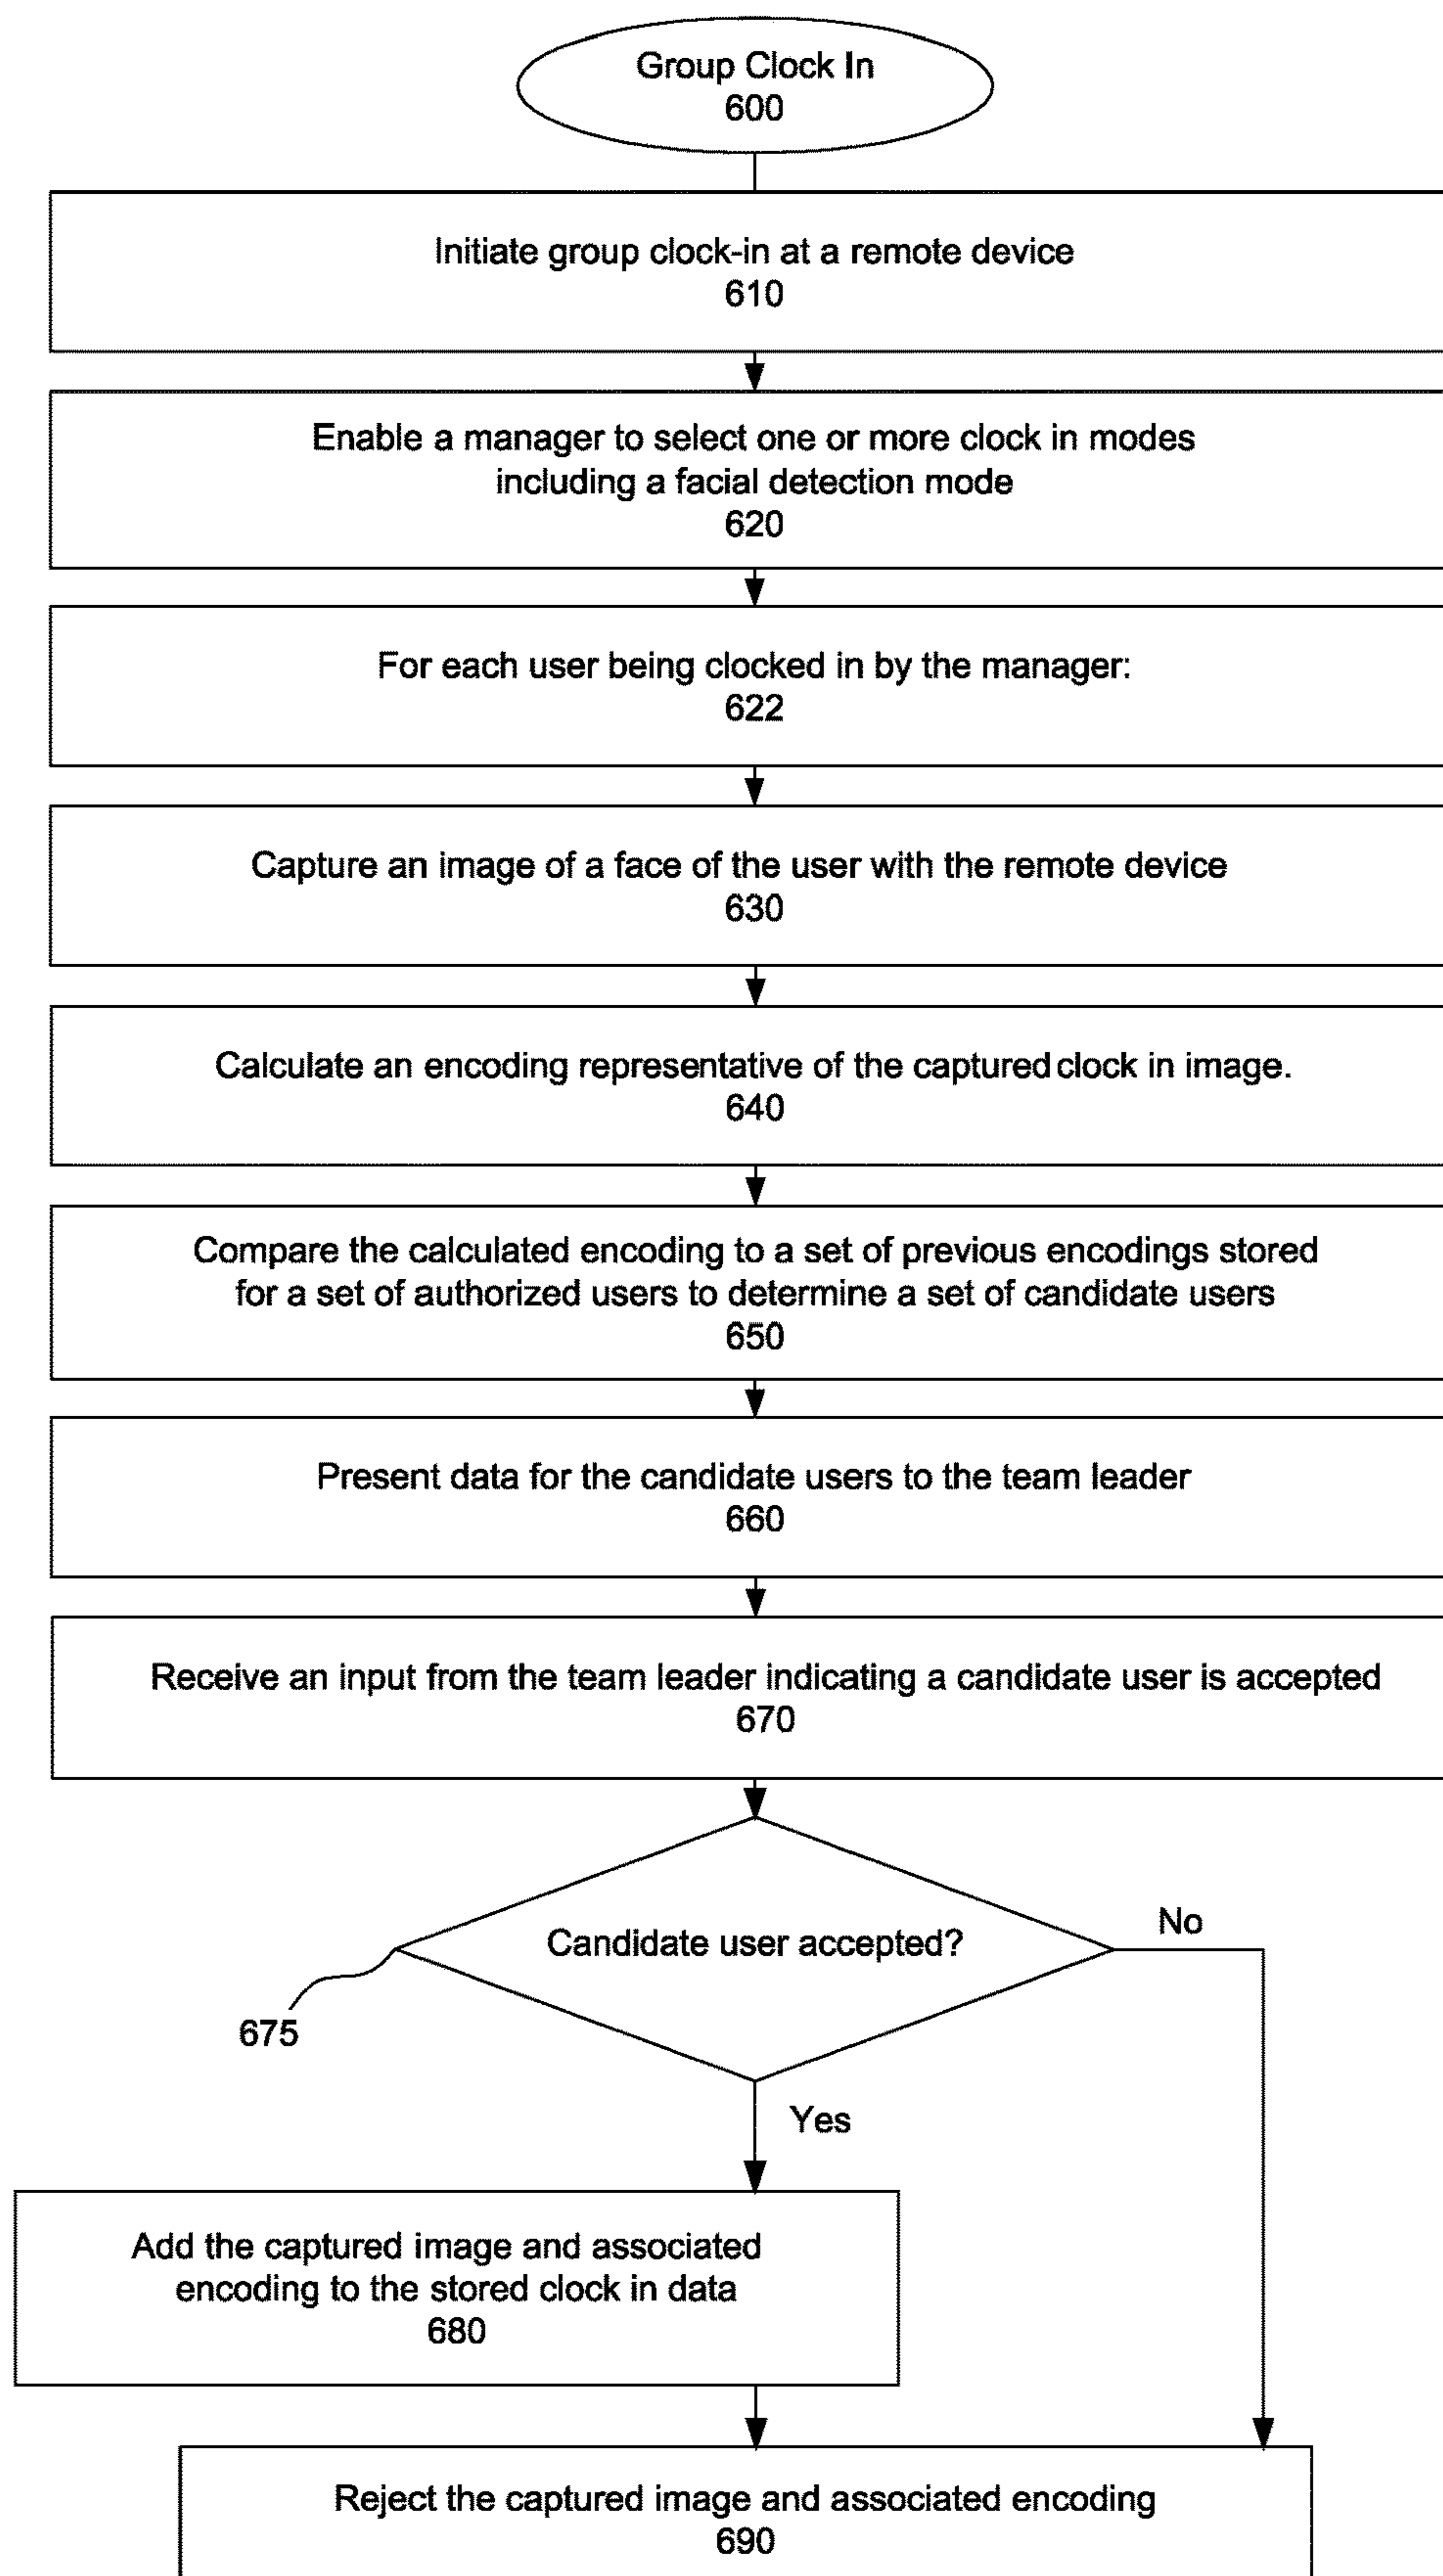 Group Clock In
600
Initiate group clock-in at a remote device
610
Enable a manager to select one or more clock in modes
including a facial detection mode
620
For each user being clocked in by the manager:
622
Capture an image of a face of the user with the remote device
630
Calculate an encoding representative of the captured clock in image.
640
Compare the calculated encoding to a set of previous encodings stored
for a set of authorized users to determine a set of candidate users
650
Present data for the candidate users to the team leader
660
Receive an input from the team leader indicating a candidate user is accepted
670
Candidate user accepted?
No
675
Yes
Add the captured image and associated
encoding to the stored clock in data
680
Reject the captured image and associated encoding
690